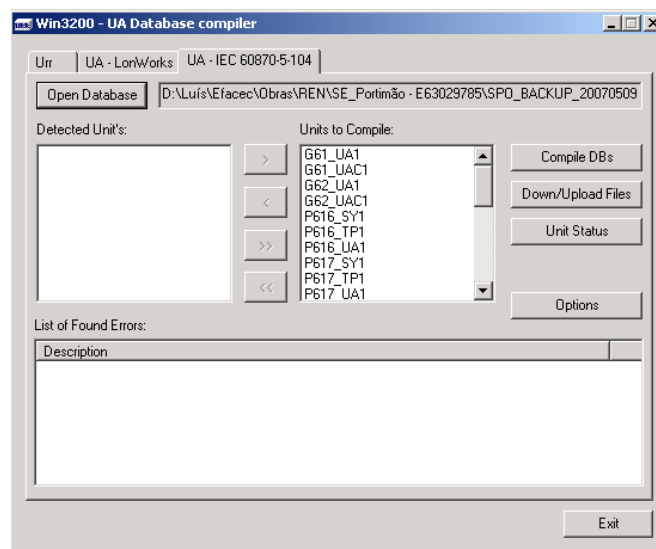 Win3200 - UA Database compiler
Urr
UA - LonWorks
UA - IEC 60870-5-104
Open Database
D:\Luís\Efacec\Obras\REN\SE_Portimão - E63029785\SPO_BACKUP_20070509
Detected Unit's:
Units to Compile:
>
<
>>
<<
G61_UA1
G61_UAC1
G62_UA1
G62_UAC1
P616_SY1
P616_TP1
P616_UA1
P617_SY1
P617_TP1
P617_UA1
Compile DBs
Down/Upload Files
Unit Status
Options
List of Found Errors:
Description
Exit